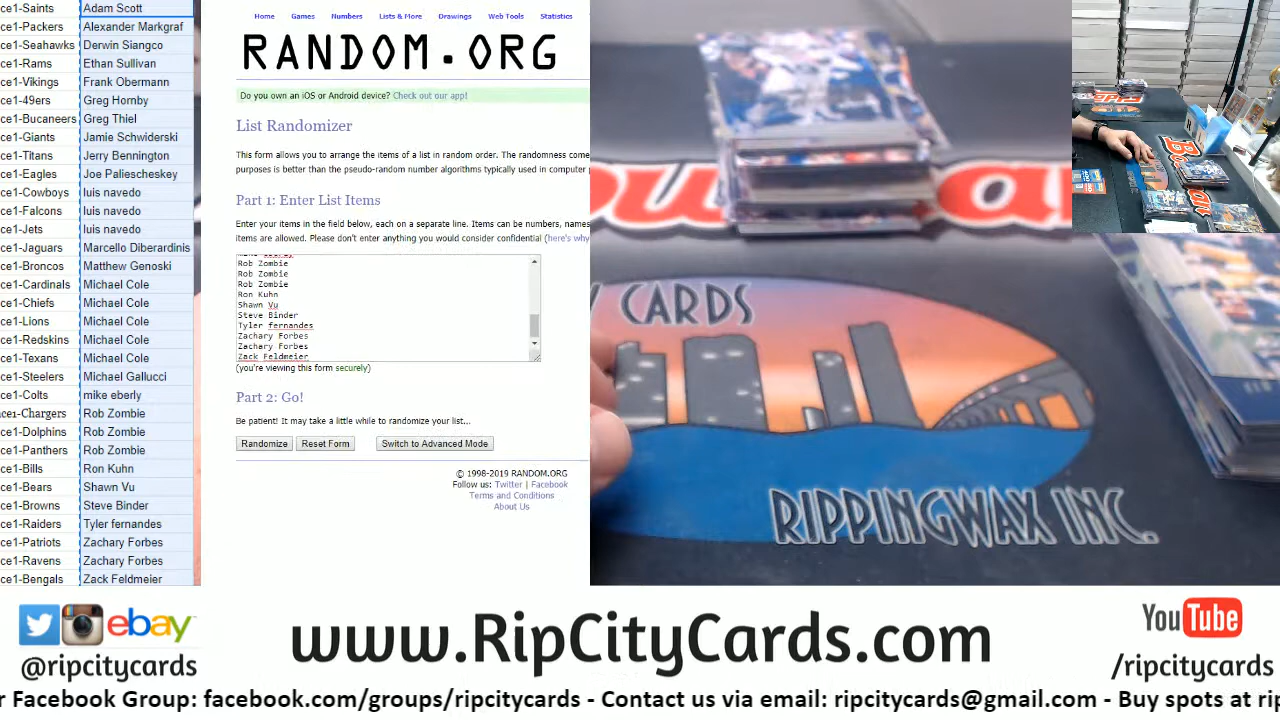 ce1-Saints Adam Scott
ce1-Packers Alexander Markgraf
ce1-Seahawks Derwin Siangco
ce1-Rams Ethan Sullivan
ce1-Vikings Frank Obermann
ce1-49ers Greg Hornby
ce1-Bucaneers Greg Thiel
ce1-Giants Jamie Schwiderski
ce1-Titans Jerry Bennington
ce1-Eagles Joe Paliescheskey
ce1-Cowboys luis navedo
ce1-Falcons luis navedo
ce1-Jets luis navedo
ce1-Jaguars Marcello Diberardinis
ce1-Broncos Matthew Genoski
ce1-Cardinals Michael Cole
ce1-Chiefs Michael Cole
ce1-Lions Michael Cole
ce1-Redskins Michael Cole
ce1-Texans Michael Cole
ce1-Steelers Michael Gallucci
ce1-Colts mike eberly
ace1-Chargers Rob Zombie
ce1-Dolphins Rob Zombie
ce1-Panthers Rob Zombie
ce1-Bills Ron Kuhn
ce1-Bears Shawn Vu
ce1-Browns Steve Binder
ce1-Raiders Tyler fernandes
ce1-Patriots Zachary Forbes
ce1-Ravens Zachary Forbes
ce1-Bengals Zack Feldmeier
Home Games Numbers Lists & More Drawings Web Tools Statistics
RANDOM.ORG
Do you own an iOS or Android device? Check out our app!
List Randomizer
This form allows you to arrange the items of a list in random order. The randomness come
purposes is better than the pseudo-random number algorithms typically used in computer
Part 1: Enter List Items
Enter your items in the field below, each on a separate line. Items can be numbers, names
items are allowed. Please don't enter anything you would consider confidential (here's why
Rob Zombie
Rob Zombie
Rob Zombie
Ron Kuhn
Shawn Vu
Steve Binder
Tyler fernandes
Zachary Forbes
Zachary Forbes
Zack Feldmeier
(you're viewing this form securely)
Part 2: Go!
Be patient! It may take a little while to randomize your list...
Randomize Reset Form Switch to Advanced Mode
© 1998-2019 RANDOM.ORG
Follow us: Twitter | Facebook
Terms and Conditions
About Us
Y CARDS
RIPPINGWAX INC.
ebay
@ripcitycards
www.RipCityCards.com
YouTube
/ripcitycards
r Facebook Group: facebook.com/groups/ripcitycards - Contact us via email: ripcitycards@gmail.com - Buy spots at rip